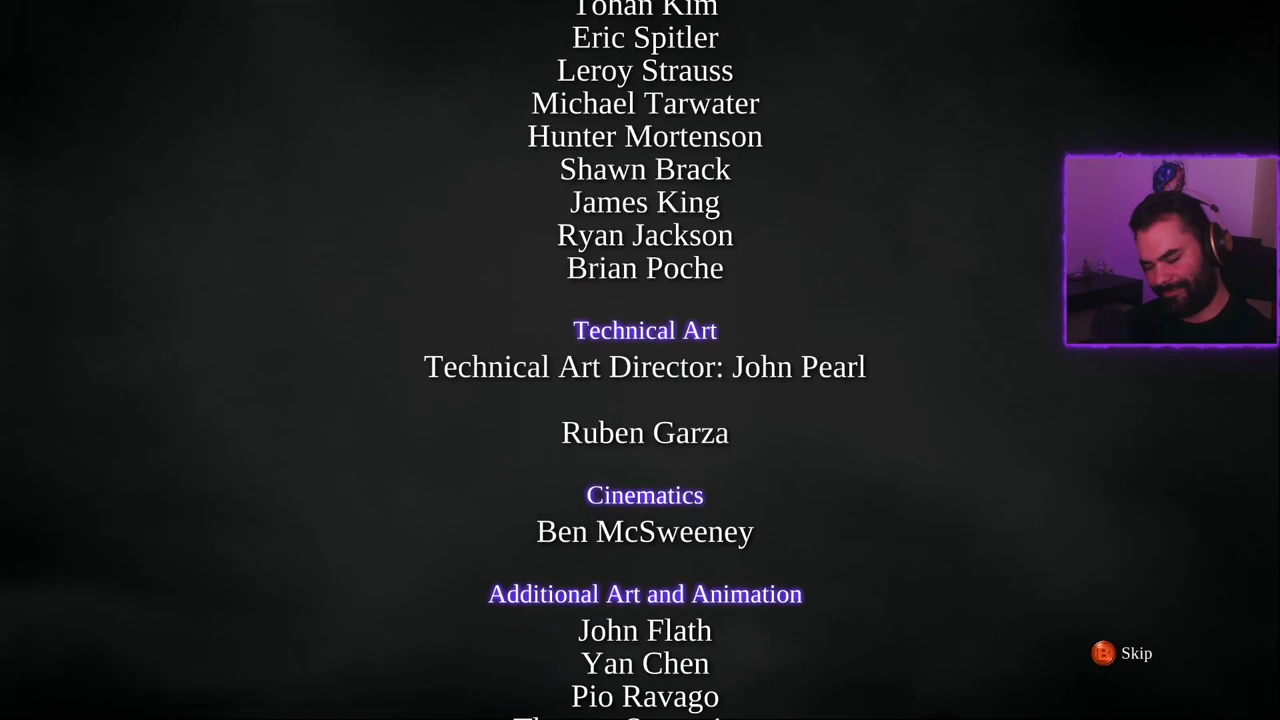 Tohan Kim
Eric Spitler
Leroy Strauss
Michael Tarwater
Hunter Mortenson
Shawn Brack
James King
Ryan Jackson
Brian Poche
Technical Art
Technical Art Director: John Pearl
Ruben Garza
Cinematics
Ben McSweeney
Additional Art and Animation
John Flath
Yan Chen
Pio Ravago
B Skip